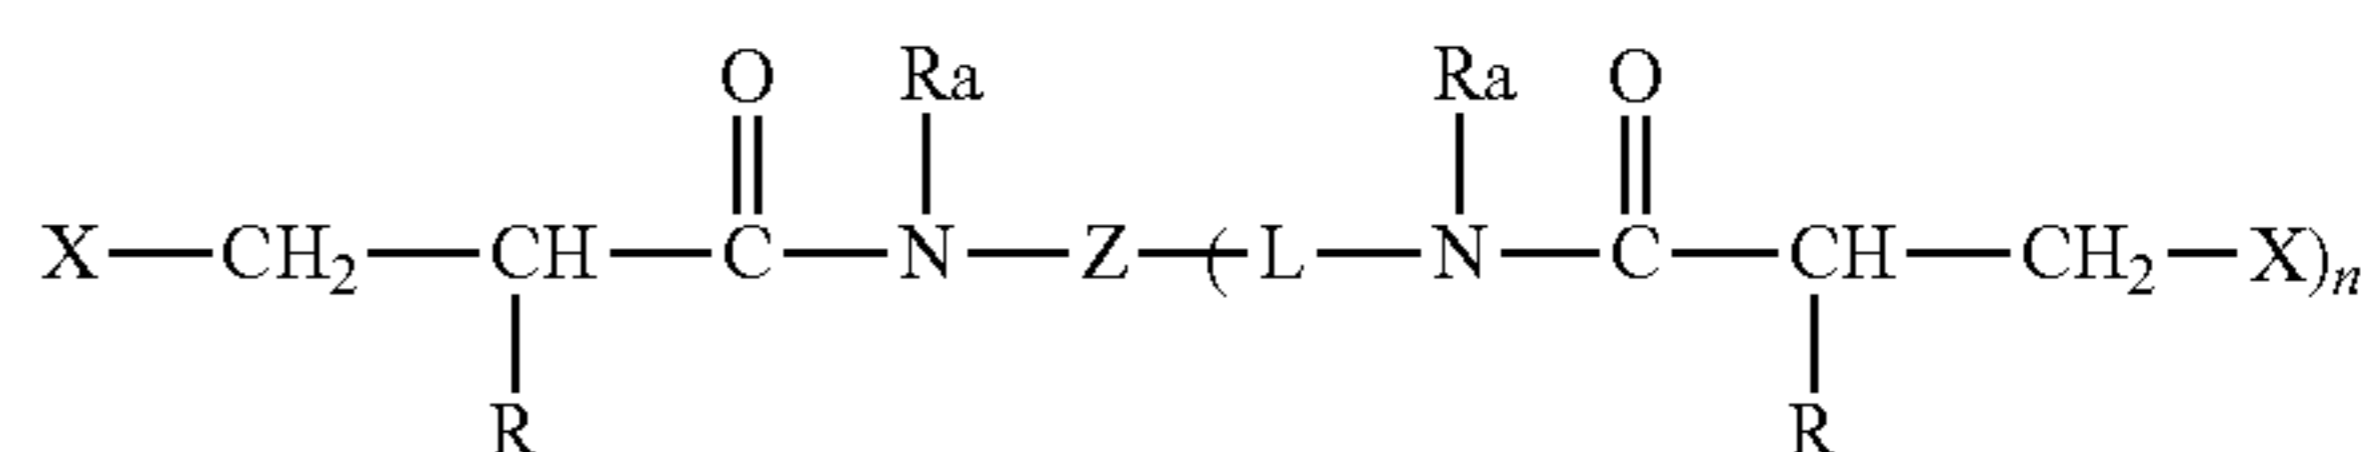 O Ra Ra O
X—CH2—CH—C—N—Z—(L—N—C—CH—CH2—X)n
R R